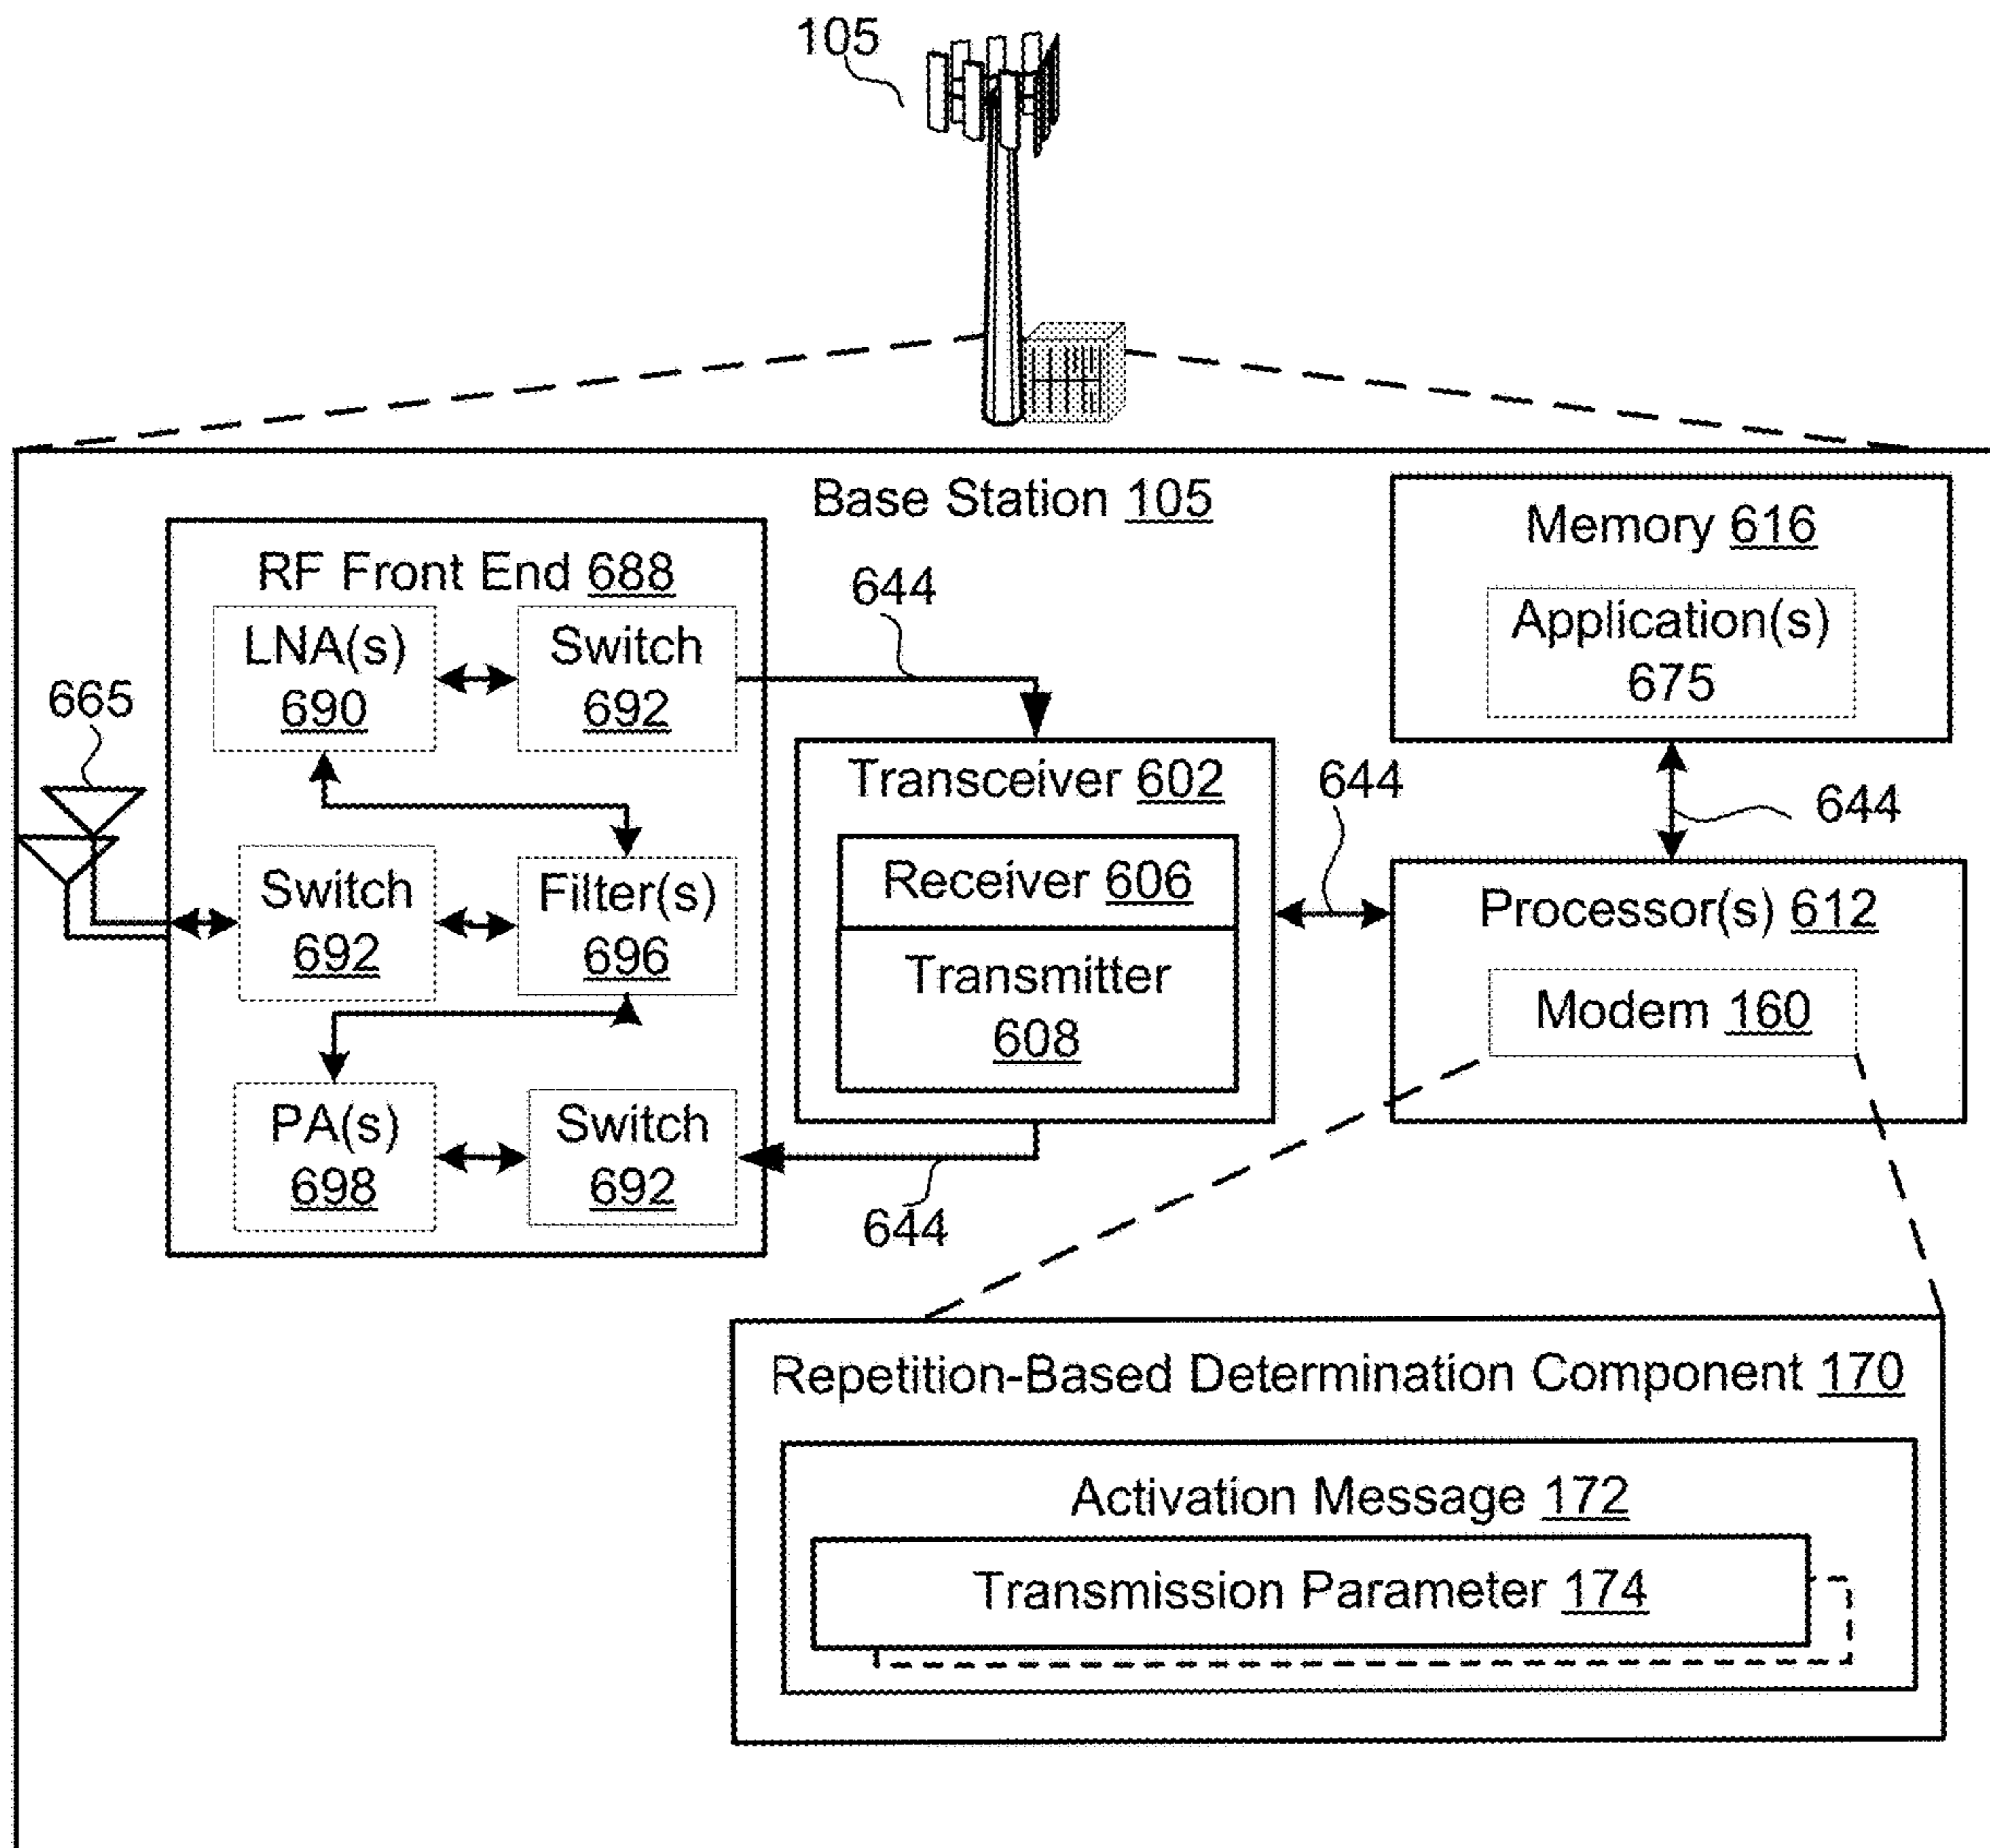 105
Base Station 105
Memory 616
Application(s)
675
RF Front End 688
LNA(s)
690
Switch
692
644
665
Transceiver 602
Receiver 606
Transmitter
608
644
644
Switch
692
Filter(s)
696
Processor(s) 612
Modem 160
PA(s)
698
Switch
692
644
Repetition-Based Determination Component 170
Activation Message 172
Transmission Parameter 174